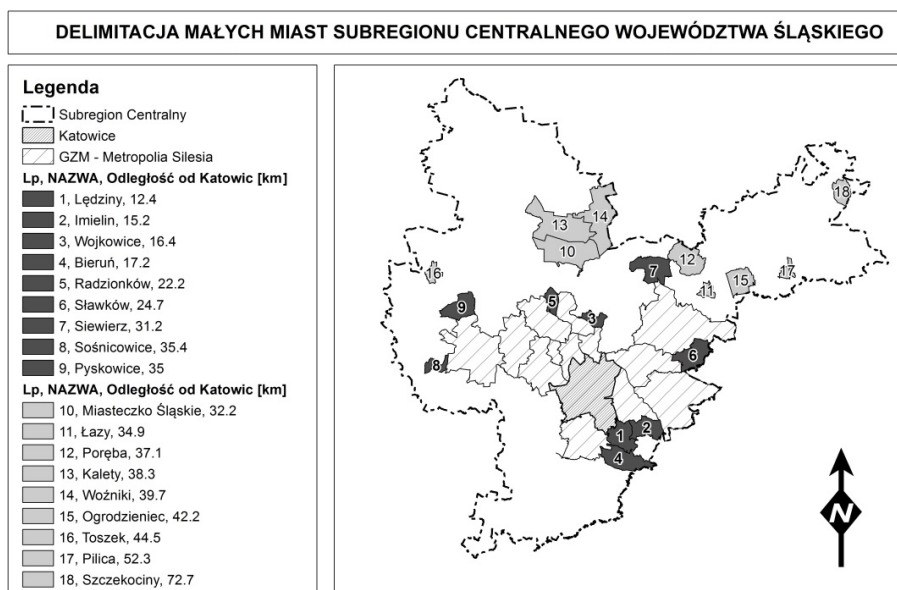 DELIMITACJA MAŁYCH MIAST SUBREGIONU CENTRALNEGO WOJEWÓDZTWA ŚLĄSKIEGO
Legenda
Subregion Centralny
Katowice
GZM - Metropolia Silesia
Lp, NAZWA, Odległość od Katowic [km]
1, Lędziny, 12.4
2, Imielin, 15.2
3, Wojkowice, 16.4
4, Bieruń, 17.2
5, Radzionków, 22.2
6, Sławków, 24.7
7, Siewierz, 31.2
8, Sośnicowice, 35.4
9, Pyskowice, 35
Lp, NAZWA, Odległość od Katowic [km]
10, Miasteczko Śląskie, 32.2
11, Łazy, 34.9
12, Poręba, 37.1
13, Kalety, 38.3
14, Woźniki, 39.7
15, Ogrodzieniec, 42.2
16, Toszek, 44.5
17, Pilica, 52.3
18, Szczekociny, 72.7
18
14
13
10
12
7
16
17
15
11
9
5
3
6
8
2
1
4
N